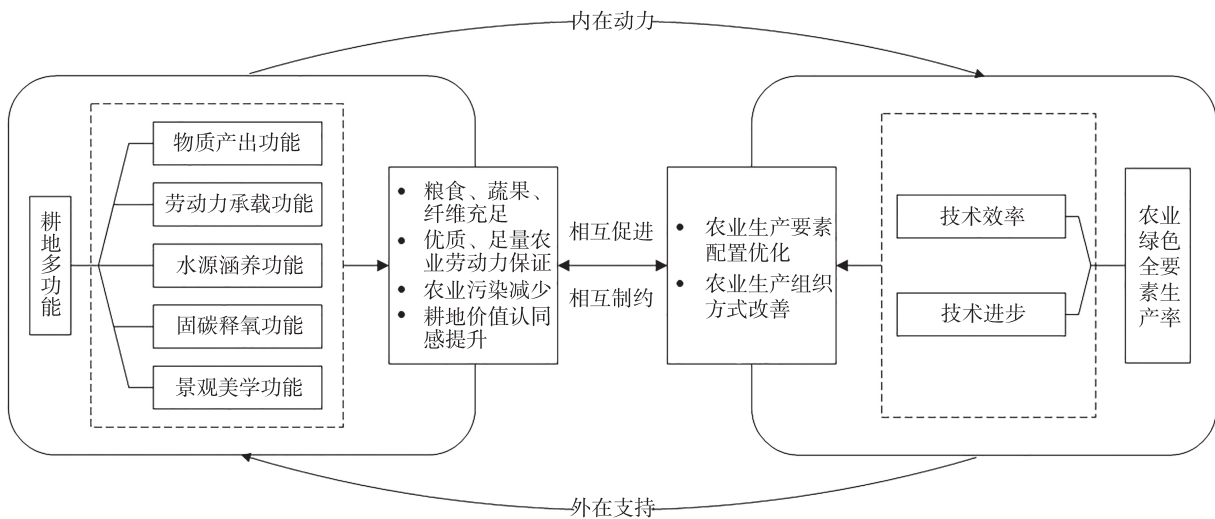 内在动力
耕地多功能
物质产出功能
劳动力承载功能
水源涵养功能
固碳释氧功能
景观美学功能
• 粮食、蔬果、
纤维充足
• 优质、足量农
业劳动力保证
• 农业污染减少
• 耕地价值认同
感提升
相互促进
相互制约
• 农业生产要素
配置优化
• 农业生产组织
方式改善
技术效率
技术进步
农业
绿色
全要
素生
产率
外在支持